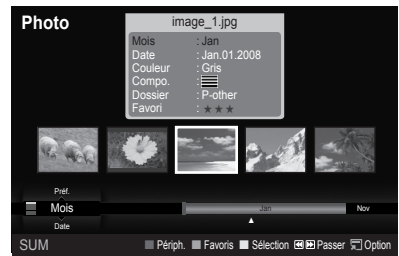 Photo
image_1.jpg
Mois : Jan
Date : Jan.01.2008
Couleur : Gris
Compo. :
Dossier : P-other
Favori : ★★★
Préf.
Mois
Jan
Nov
Date
SUM
Périph. Favoris Sélection Passer Option